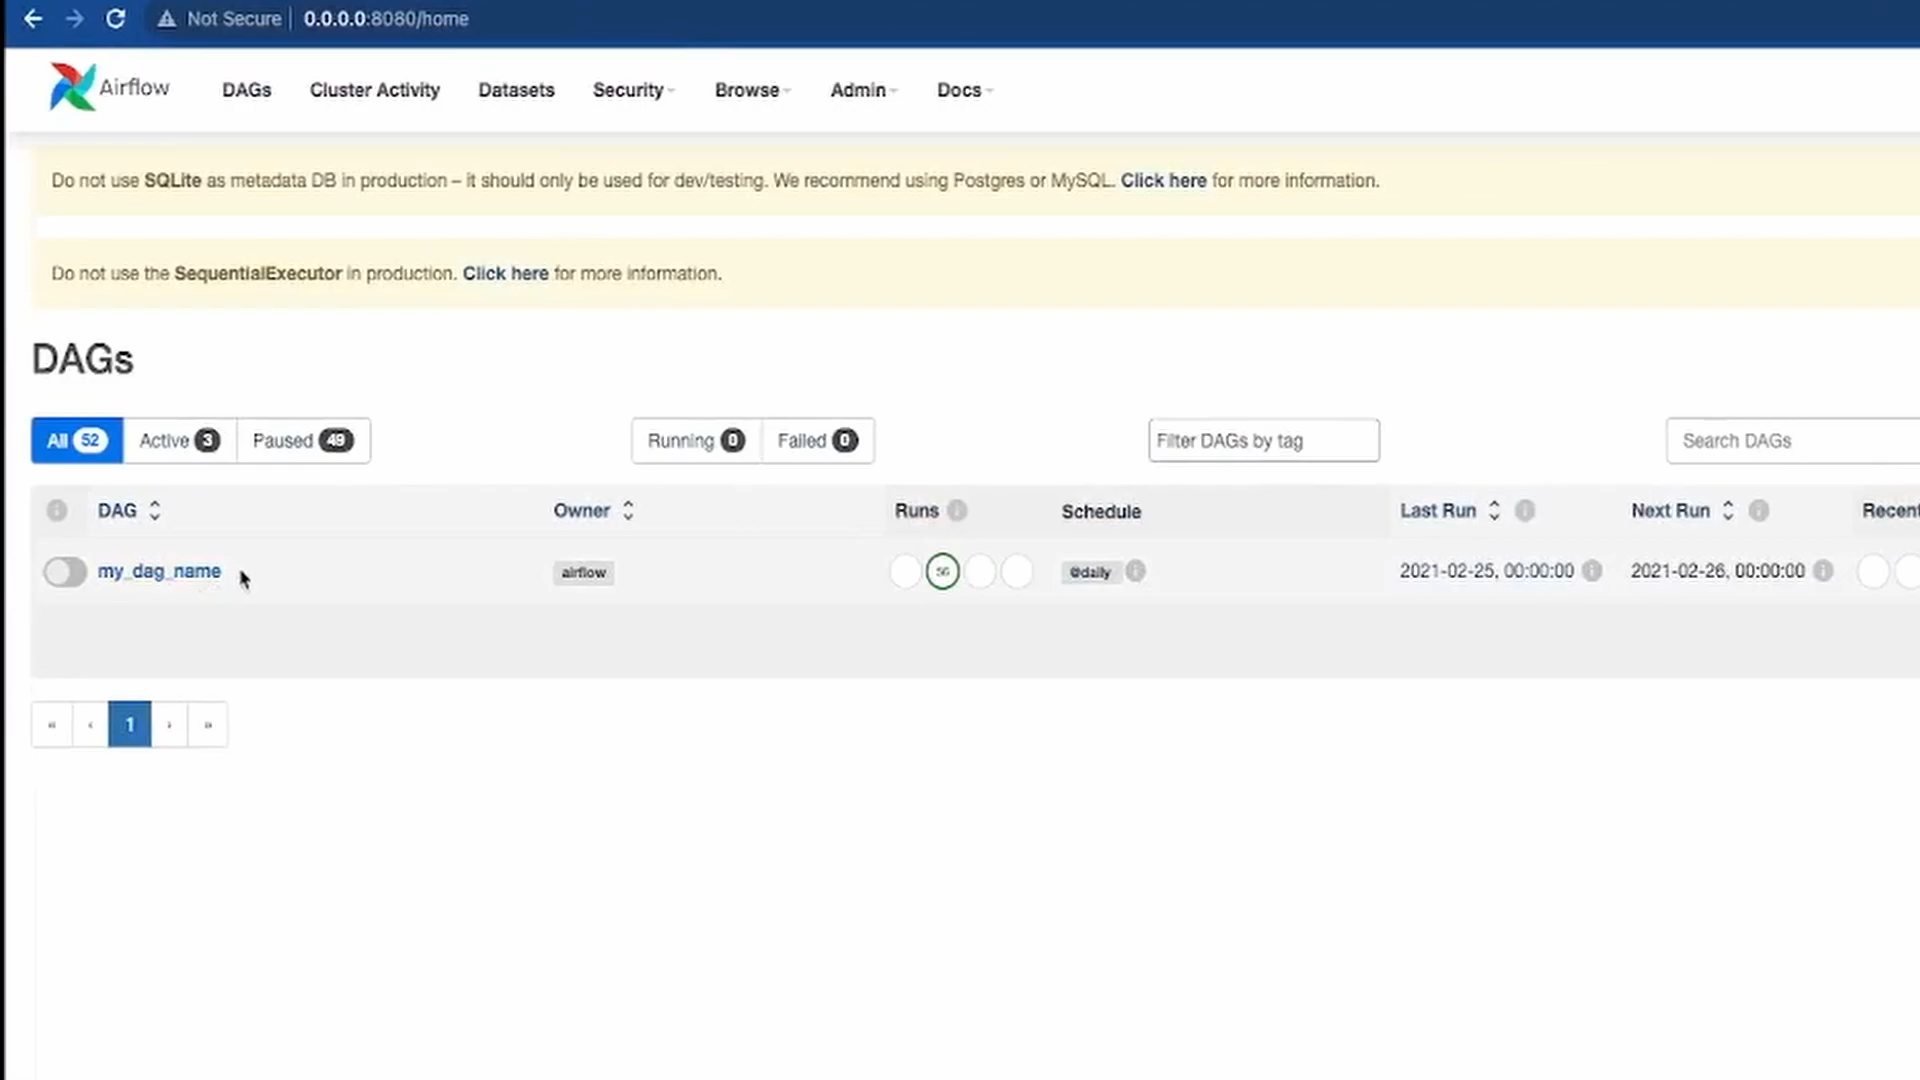 Not Secure 0.0.0.0:8080/home
Airflow DAGs Cluster Activity Datasets Security Browse Admin Docs
Do not use SQLite as metadata DB in production – it should only be used for dev/testing. We recommend using Postgres or MySQL. Click here for more information.
Do not use the SequentialExecutor in production. Click here for more information.
DAGs
All 52 Active 3 Paused 49 Running 0 Failed 0 Filter DAGs by tag Search DAGs
DAG Owner Runs Schedule Last Run Next Run Recent
my_dag_name airflow 56 @daily 2021-02-25, 00:00:00 2021-02-26, 00:00:00
« ‹ 1 › »